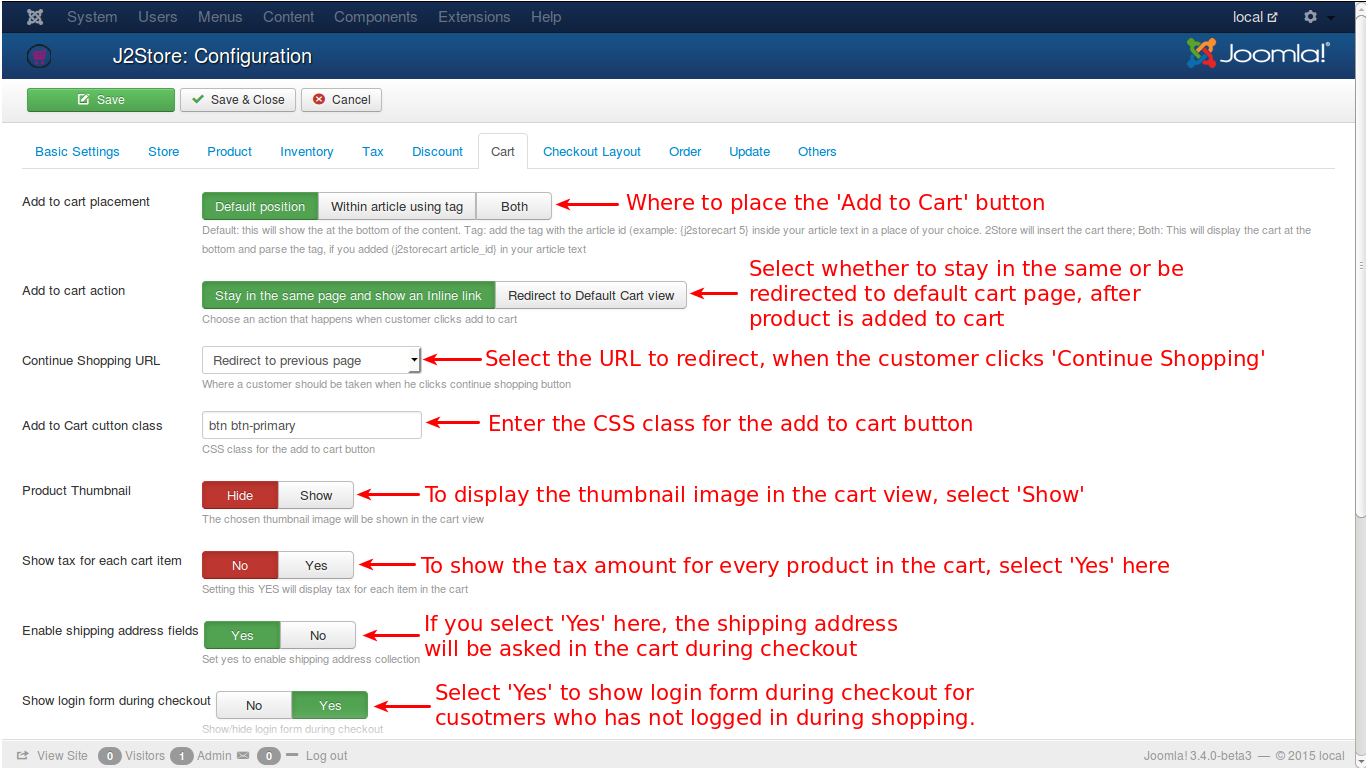 System Users Menus Content Components Extensions Help local
J2Store: Configuration Joomla!®
Save Save & Close Cancel
Basic Settings Store Product Inventory Tax Discount Cart Checkout Layout Order Update Others
Add to cart placement Default position Within article using tag Both Where to place the 'Add to Cart' button
Default: this will show the at the bottom of the content. Tag: add the tag with the article id (example: {j2storecart 5} inside your article text in a place of your choice. 2Store will insert the cart there; Both: This will display the cart at the
bottom and parse the tag, if you added {j2storecart article_id} in your article text
Select whether to stay in the same or be
redirected to default cart page, after
product is added to cart
Add to cart action Stay in the same page and show an Inline link Redirect to Default Cart view
Choose an action that happens when customer clicks add to cart
Continue Shopping URL Redirect to previous page Select the URL to redirect, when the customer clicks 'Continue Shopping'
Where a customer should be taken when he clicks continue shopping button
Add to Cart cutton class btn btn-primary Enter the CSS class for the add to cart button
CSS class for the add to cart button
Product Thumbnail Hide Show To display the thumbnail image in the cart view, select 'Show'
The chosen thumbnail image will be shown in the cart view
Show tax for each cart item No Yes To show the tax amount for every product in the cart, select 'Yes' here
Setting this YES will display tax for each item in the cart
Enable shipping address fields Yes No If you select 'Yes' here, the shipping address
will be asked in the cart during checkout
Set yes to enable shipping address collection
Show login form during checkout No Yes Select 'Yes' to show login form during checkout for
cusotmers who has not logged in during shopping.
Show/hide login form during checkout
View Site 0 Visitors 1 Admin 0 Log out Joomla! 3.4.0-beta3 — © 2015 local